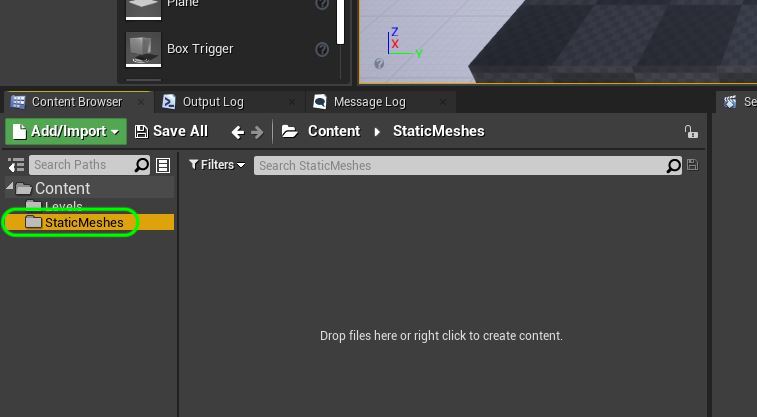 Plane
Box Trigger
Z
X
Y
Content Browser
Output Log
Message Log
Se
Add/Import
Save All
Content
StaticMeshes
Search Paths
Filters
Search StaticMeshes
Content
Levels
StaticMeshes
Drop files here or right click to create content.